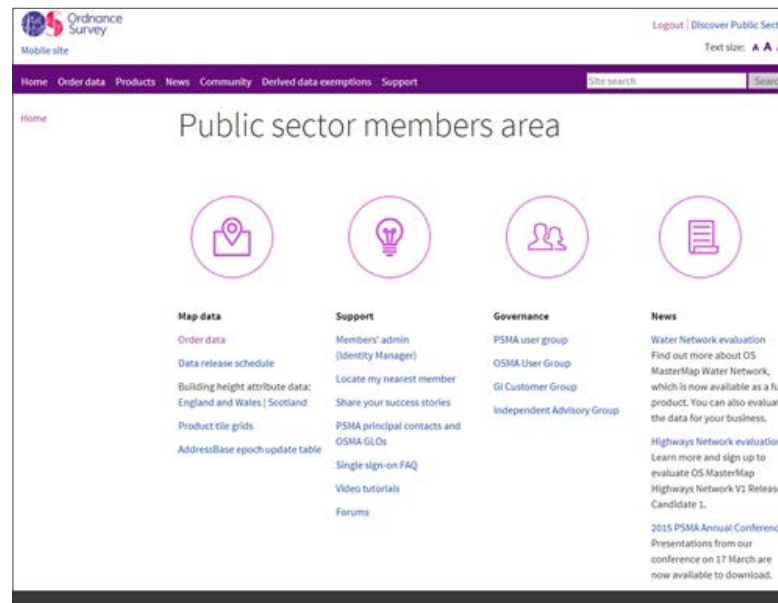 Ordnance
Survey
Mobile site
Logout | Discover Public Sect
Text size: A A
Home Order data Products News Community Derived data exemptions Support
Site search
Searc
Home
Public sector members area
Map data
Order data
Data release schedule
Building height attribute data:
England and Wales | Scotland
Product tile grids
AddressBase epoch update table
Support
Members' admin
(Identity Manager)
Locate my nearest member
Share your success stories
PSMA principal contacts and
OSMA GLOs
Single sign-on FAQ
Video tutorials
Forums
Governance
PSMA user group
OSMA User Group
GI Customer Group
Independent Advisory Group
News
Water Network evaluation
Find out more about OS
MasterMap Water Network,
which is now available as a fu
product. You can also evaluat
the data for your business.
Highways Network evaluation
Learn more and sign up to
evaluate OS MasterMap
Highways Network V1 Release
Candidate 1.
2015 PSMA Annual Conferenc
Presentations from our
conference on 17 March are
now available to download.